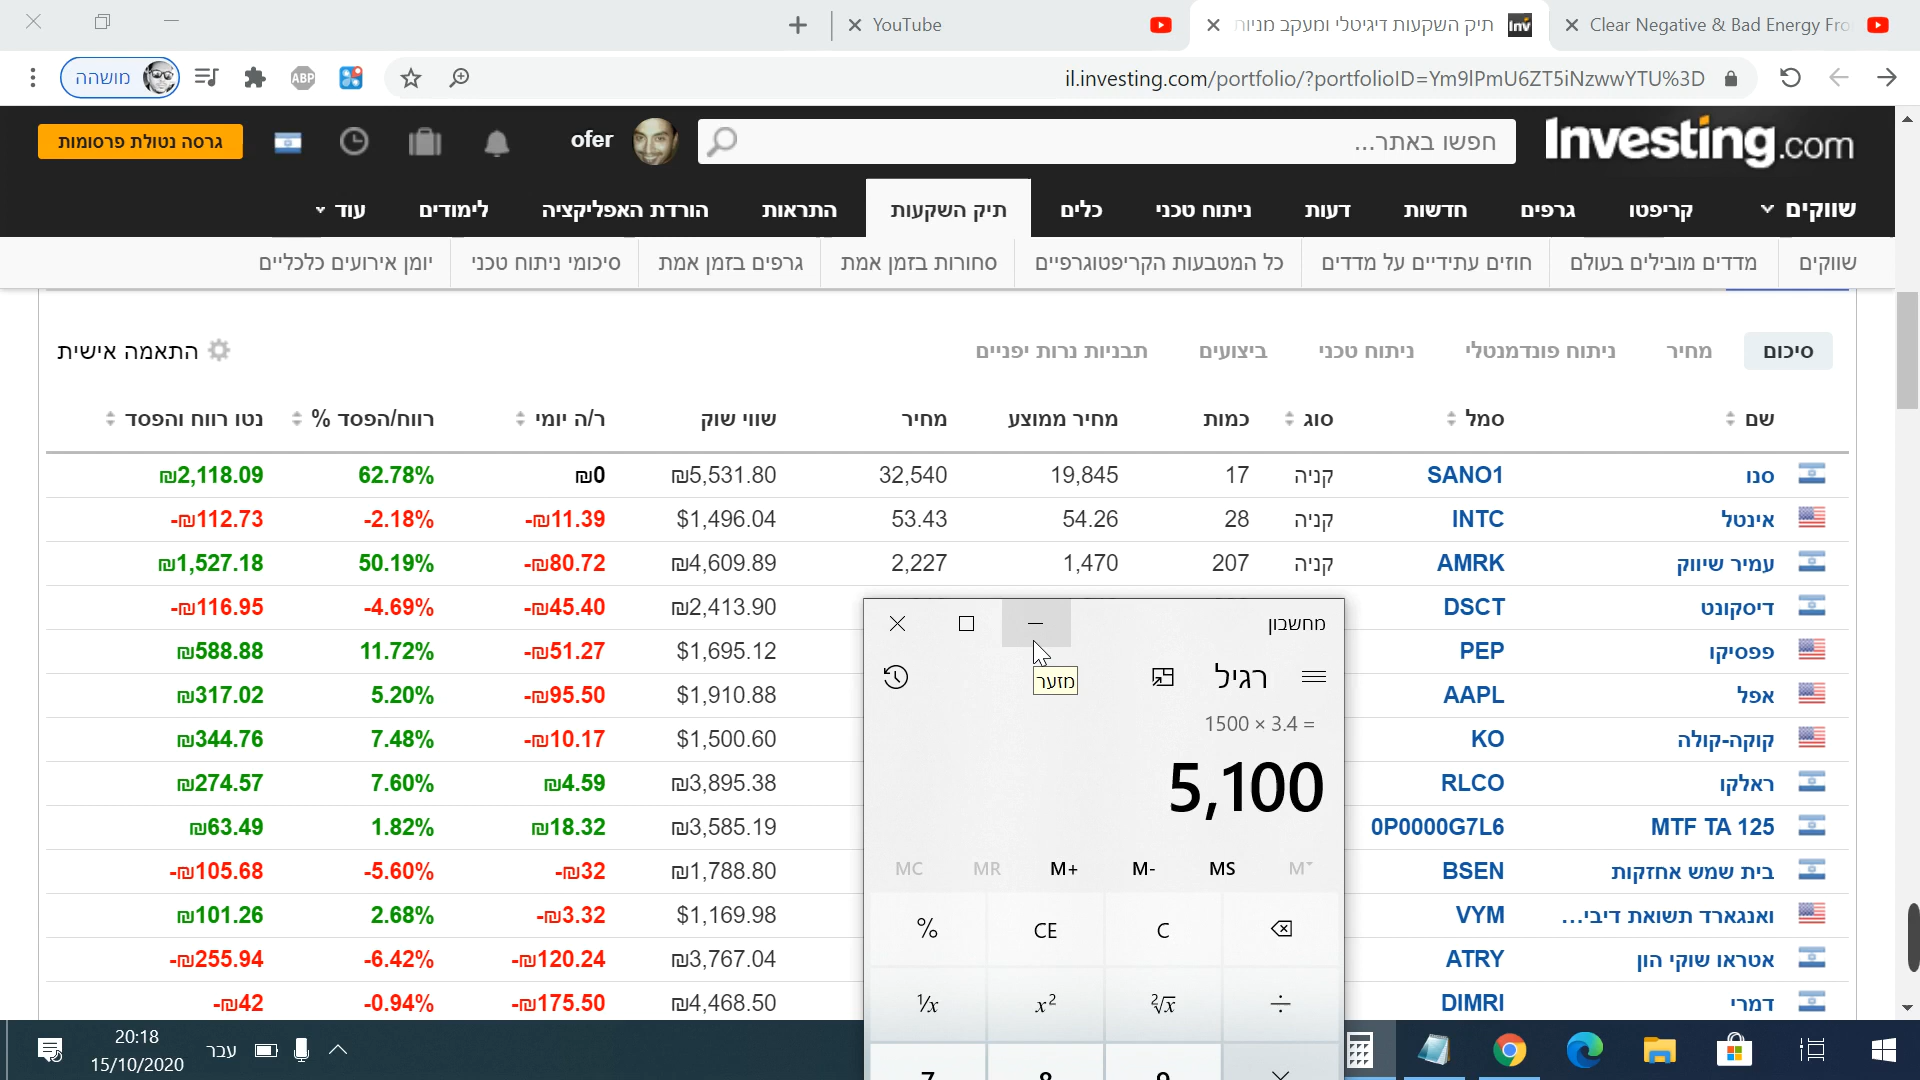 Clear Negative & Bad Energy Fro
תיק השקעות דיגיטלי ומעקב מניות
YouTube
il.investing.com/portfolio/?portfolioID=Ym9lPmU6ZT5iNzwwYTU%3D
ABP
מושהה
Investing.com
חפשו באתר...
ofer
גרסה נטולת פרסומות
שווקים קריפטו גרפים חדשות דעות ניתוח טכני כלים תיק השקעות התראות הורדת האפליקציה לימודים עוד
שווקים מדדים מובילים בעולם חוזים עתידיים על מדדים כל המטבעות הקריפטוגרפיים סחורות בזמן אמת גרפים בזמן אמת סיכומי ניתוח טכני יומן אירועים כלכליים
סיכום מחיר ניתוח פונדמנטלי ניתוח טכני ביצועים תבניות נרות יפניים התאמה אישית
שם סמל סוג כמות מחיר ממוצע מחיר שווי שוק ר/ה יומי רווח/הפסד % נטו רווח והפסד
סנו SANO1 קניה 17 19,845 32,540 ₪5,531.80 ₪0 62.78% ₪2,118.09
אינטל INTC קניה 28 54.26 53.43 $1,496.04 -₪11.39 -2.18% -₪112.73
עמיר שיווק AMRK קניה 207 1,470 2,227 ₪4,609.89 -₪80.72 50.19% ₪1,527.18
דיסקונט DSCT ₪2,413.90 -₪45.40 -4.69% -₪116.95
פפסיקו PEP $1,695.12 -₪51.27 11.72% ₪588.88
אפל AAPL $1,910.88 -₪95.50 5.20% ₪317.02
קוקה-קולה KO $1,500.60 -₪10.17 7.48% ₪344.76
ראלקו RLCO ₪3,895.38 ₪4.59 7.60% ₪274.57
MTF TA 125 0P0000G7L6 ₪3,585.19 ₪18.32 1.82% ₪63.49
בית שמש אחזקות BSEN ₪1,788.80 -₪32 -5.60% -₪105.68
ואנגארד תשואת דיבי... VYM $1,169.98 -₪3.32 2.68% ₪101.26
אטראו שוקי הון ATRY ₪3,767.04 -₪120.24 -6.42% -₪255.94
דמרי DIMRI ₪4,468.50 -₪175.50 -0.94% -₪42
מחשבון
מזער
רגיל
1500 × 3.4 =
5,100
MC MR M+ M- MS M
% CE C
⅟x x² ²√x ÷
7 8 9 ×
20:18
15/10/2020
עבר